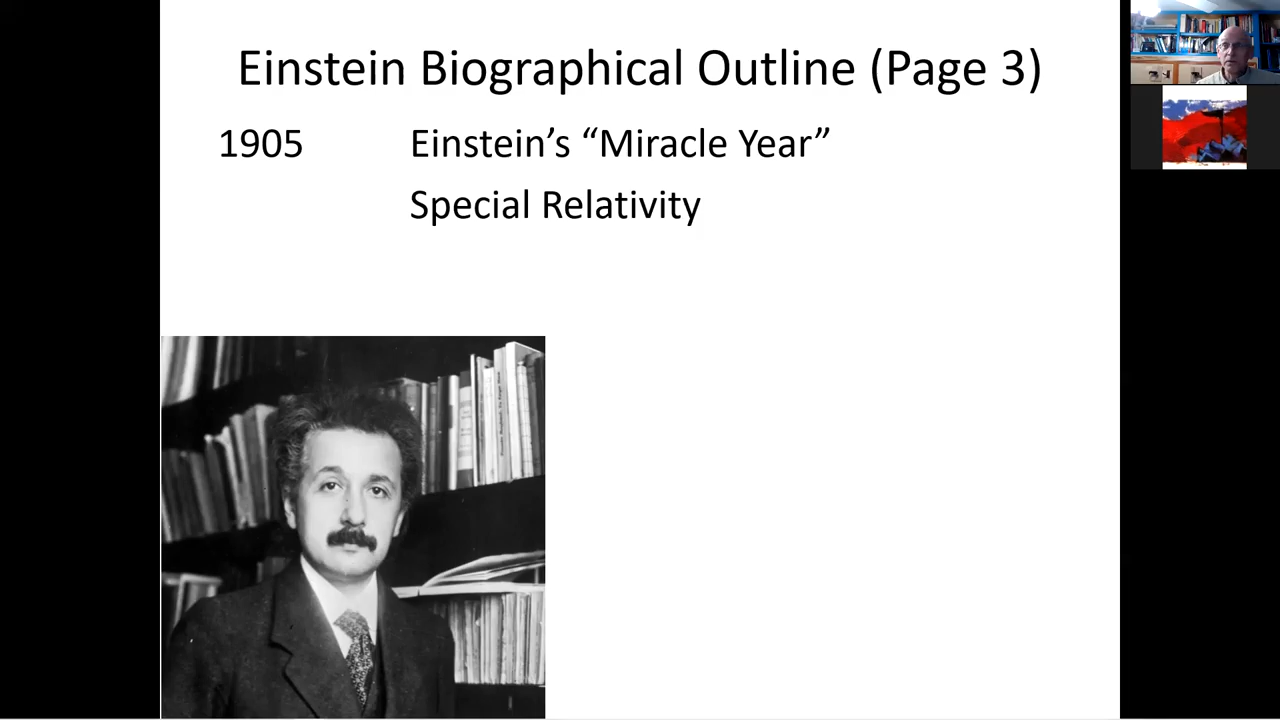 Einstein Biographical Outline (Page 3)
1905 Einstein’s “Miracle Year”
Special Relativity